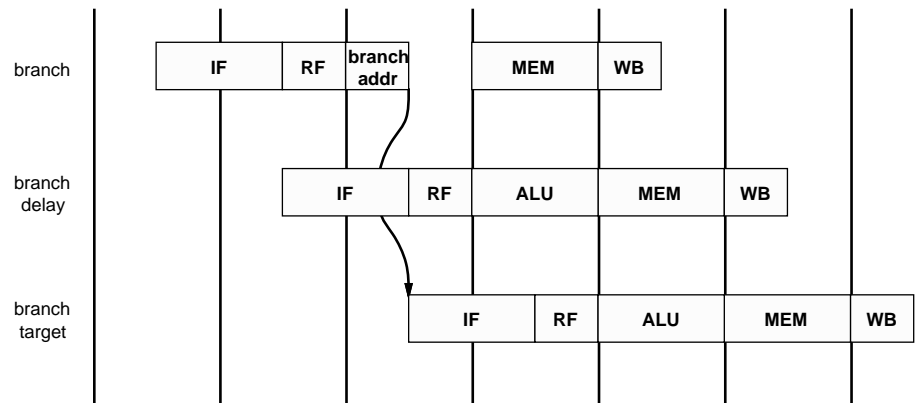 branch IF RF branch addr MEM WB
branch delay IF RF ALU MEM WB
branch target IF RF ALU MEM WB